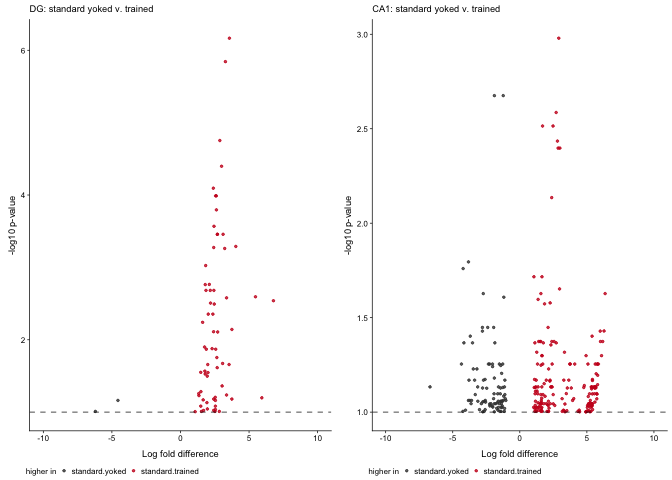 DG: standard yoked v. trained
6
4
2
-log10 p-value
-10
-5
0
5
10
Log fold difference
higher in standard.yoked standard.trained
CA1: standard yoked v. trained
3.0
2.5
2.0
1.5
1.0
-log10 p-value
-10
-5
0
5
10
Log fold difference
higher in standard.yoked standard.trained